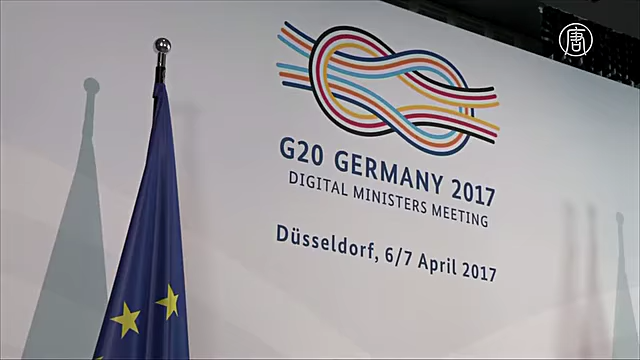 唐
G20 GERMANY 2017
DIGITAL MINISTERS MEETING
Düsseldorf, 6/7 April 2017